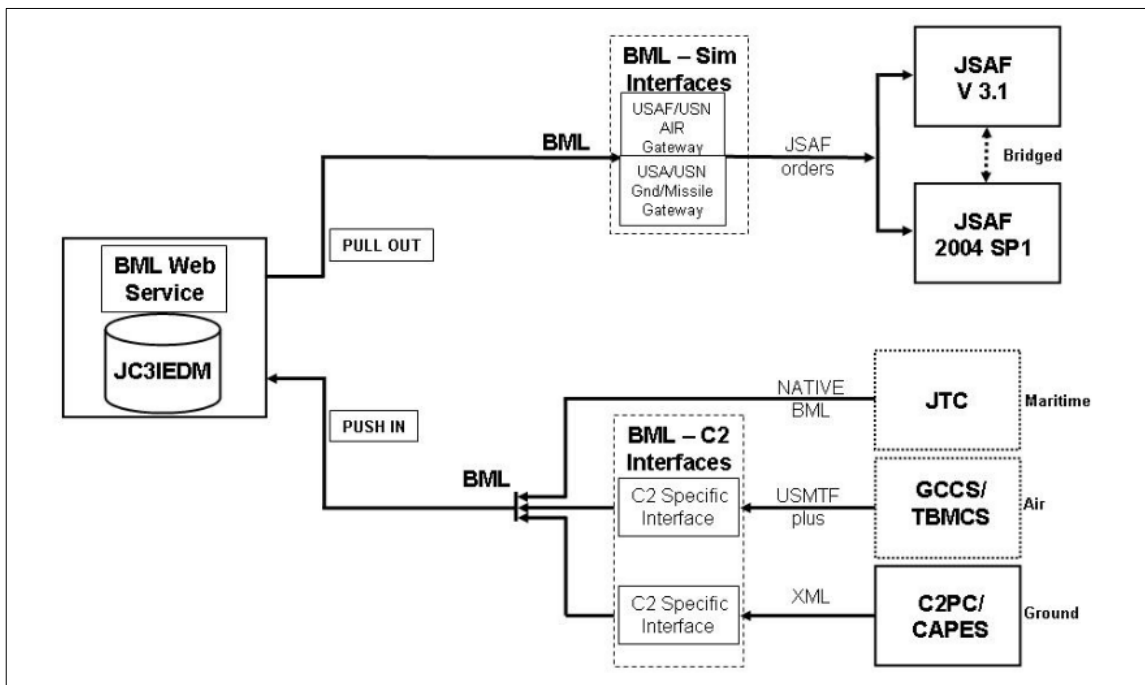 BML – Sim
Interfaces
USAF/USN
AIR
Gateway
USA/USN
Gnd/Missile
Gateway
BML
JSAF
orders
JSAF
V 3.1
Bridged
JSAF
2004 SP1
PULL OUT
BML Web
Service
JC3IEDM
PUSH IN
BML
BML – C2
Interfaces
C2 Specific
Interface
C2 Specific
Interface
NATIVE
BML
USMTF
plus
XML
JTC
Maritime
GCCS/
TBMCS
Air
C2PC/
CAPES
Ground